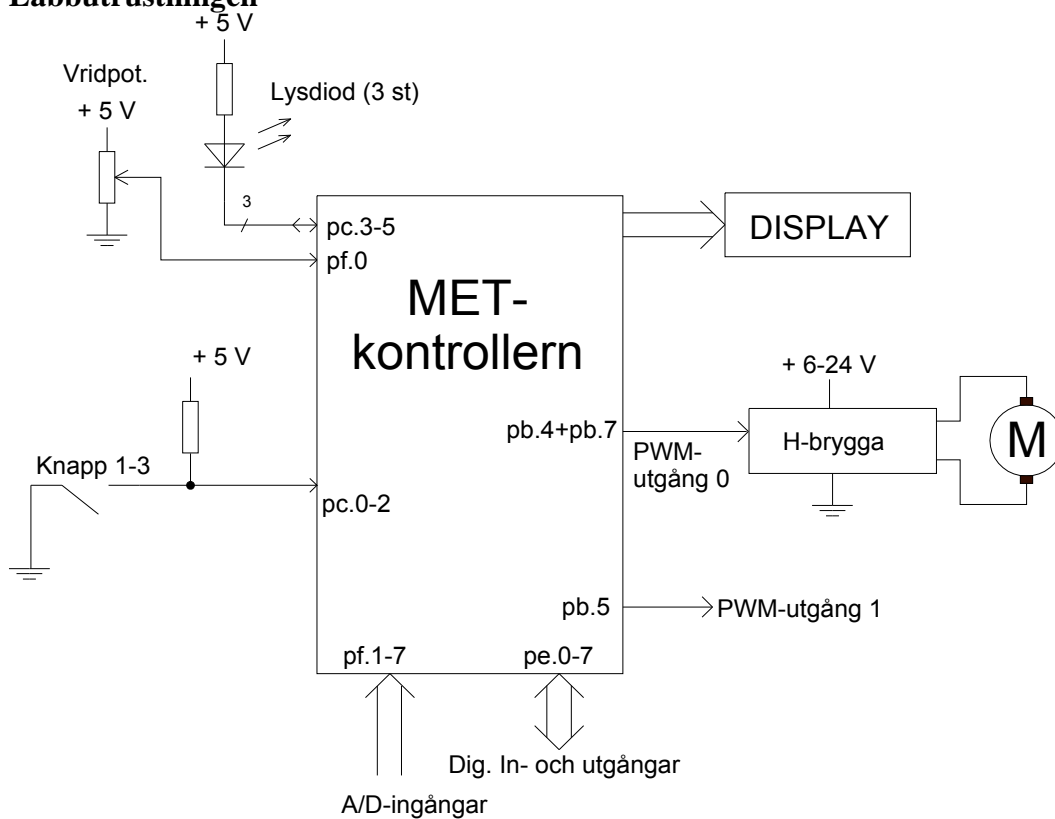 Labbutrustningen
+ 5 V
Vridpot.
+ 5 V
Lysdiod (3 st)
3
pc.3-5
pf.0
DISPLAY
MET-
kontrollern
+ 5 V
+ 6-24 V
pb.4+pb.7
PWM-
utgång 0
H-brygga
M
Knapp 1-3
pc.0-2
pb.5
PWM-utgång 1
pf.1-7
pe.0-7
Dig. In- och utgångar
A/D-ingångar